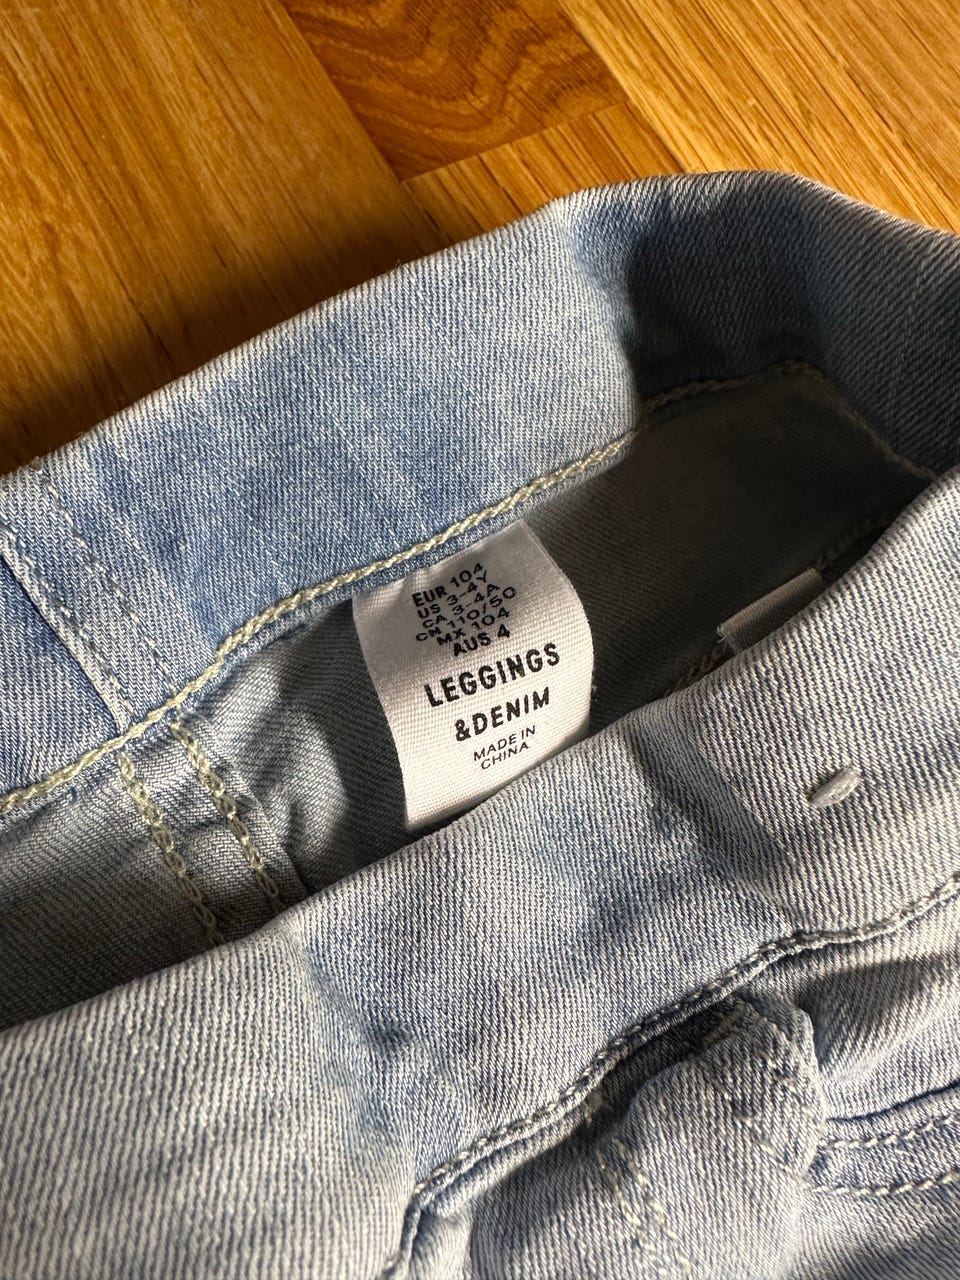 EUR 104
US 3-4 Y
CA 3-4A
CN 110/50
MX 104
AUS 4
LEGGINGS
&DENIM
MADE IN
CHINA